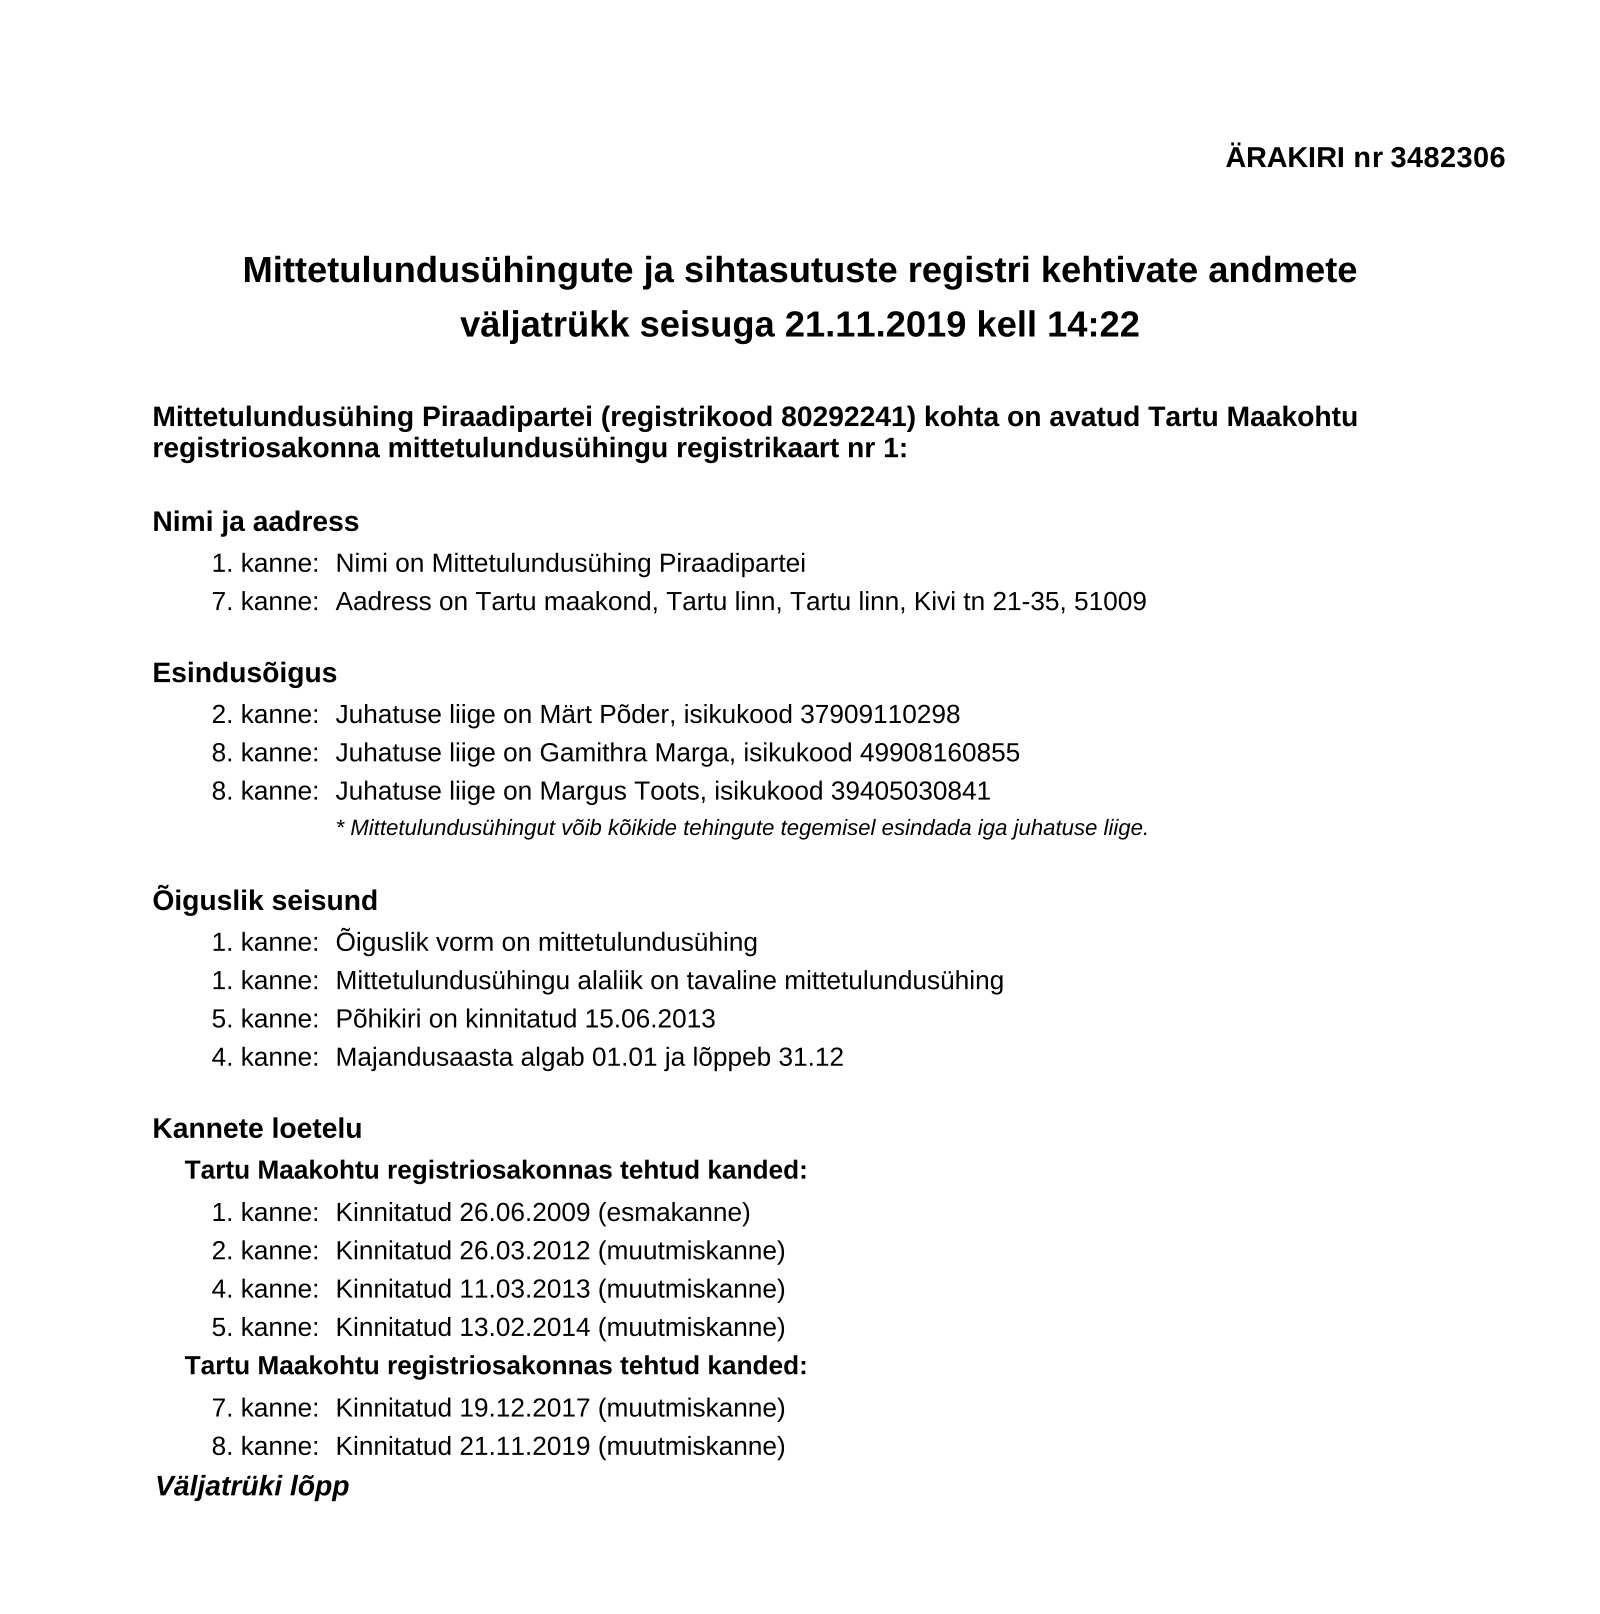 ÄRAKIRI nr 3482306
Mittetulundusühingute ja sihtasutuste registri kehtivate andmete
väljatrükk seisuga 21.11.2019 kell 14:22
Mittetulundusühing Piraadipartei (registrikood 80292241) kohta on avatud Tartu Maakohtu
registriosakonna mittetulundusühingu registrikaart nr 1:
Nimi ja aadress
1. kanne: Nimi on Mittetulundusühing Piraadipartei
7. kanne: Aadress on Tartu maakond, Tartu linn, Tartu linn, Kivi tn 21-35, 51009
Esindusõigus
2. kanne: Juhatuse liige on Märt Põder, isikukood 37909110298
8. kanne: Juhatuse liige on Gamithra Marga, isikukood 49908160855
8. kanne: Juhatuse liige on Margus Toots, isikukood 39405030841
* Mittetulundusühingut võib kõikide tehingute tegemisel esindada iga juhatuse liige.
Õiguslik seisund
1. kanne: Õiguslik vorm on mittetulundusühing
1. kanne: Mittetulundusühingu alaliik on tavaline mittetulundusühing
5. kanne: Põhikiri on kinnitatud 15.06.2013
4. kanne: Majandusaasta algab 01.01 ja lõppeb 31.12
Kannete loetelu
Tartu Maakohtu registriosakonnas tehtud kanded:
1. kanne: Kinnitatud 26.06.2009 (esmakanne)
2. kanne: Kinnitatud 26.03.2012 (muutmiskanne)
4. kanne: Kinnitatud 11.03.2013 (muutmiskanne)
5. kanne: Kinnitatud 13.02.2014 (muutmiskanne)
Tartu Maakohtu registriosakonnas tehtud kanded:
7. kanne: Kinnitatud 19.12.2017 (muutmiskanne)
8. kanne: Kinnitatud 21.11.2019 (muutmiskanne)
Väljatrüki lõpp